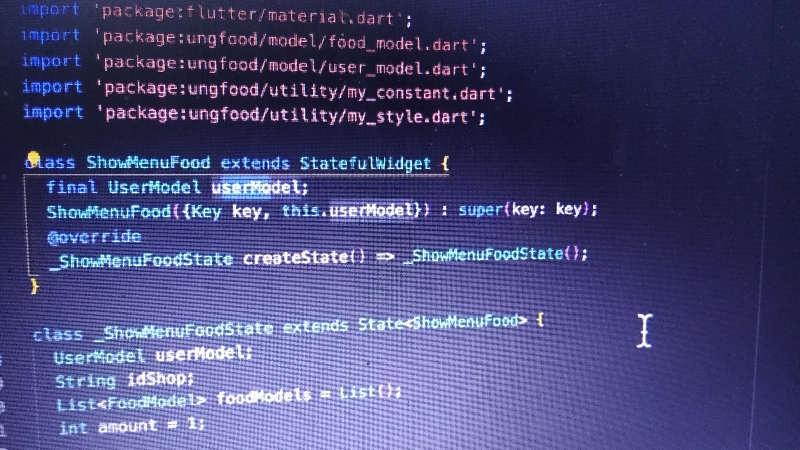 import 'package:flutter/material.dart';
import 'package:ungfood/model/food_model.dart';
import 'package:ungfood/model/user_model.dart';
import 'package:ungfood/utility/my_constant.dart';
import 'package:ungfood/utility/my_style.dart';
class ShowMenuFood extends StatefulWidget {
final UserModel userModel;
ShowMenuFood({Key key, this.userModel}) : super(key: key);
@override
_ShowMenuFoodState createState() => _ShowMenuFoodState();
}
class _ShowMenuFoodState extends State<ShowMenuFood> {
UserModel userModel;
String idShop;
List<FoodModel> foodModels = List();
int amount = 1;